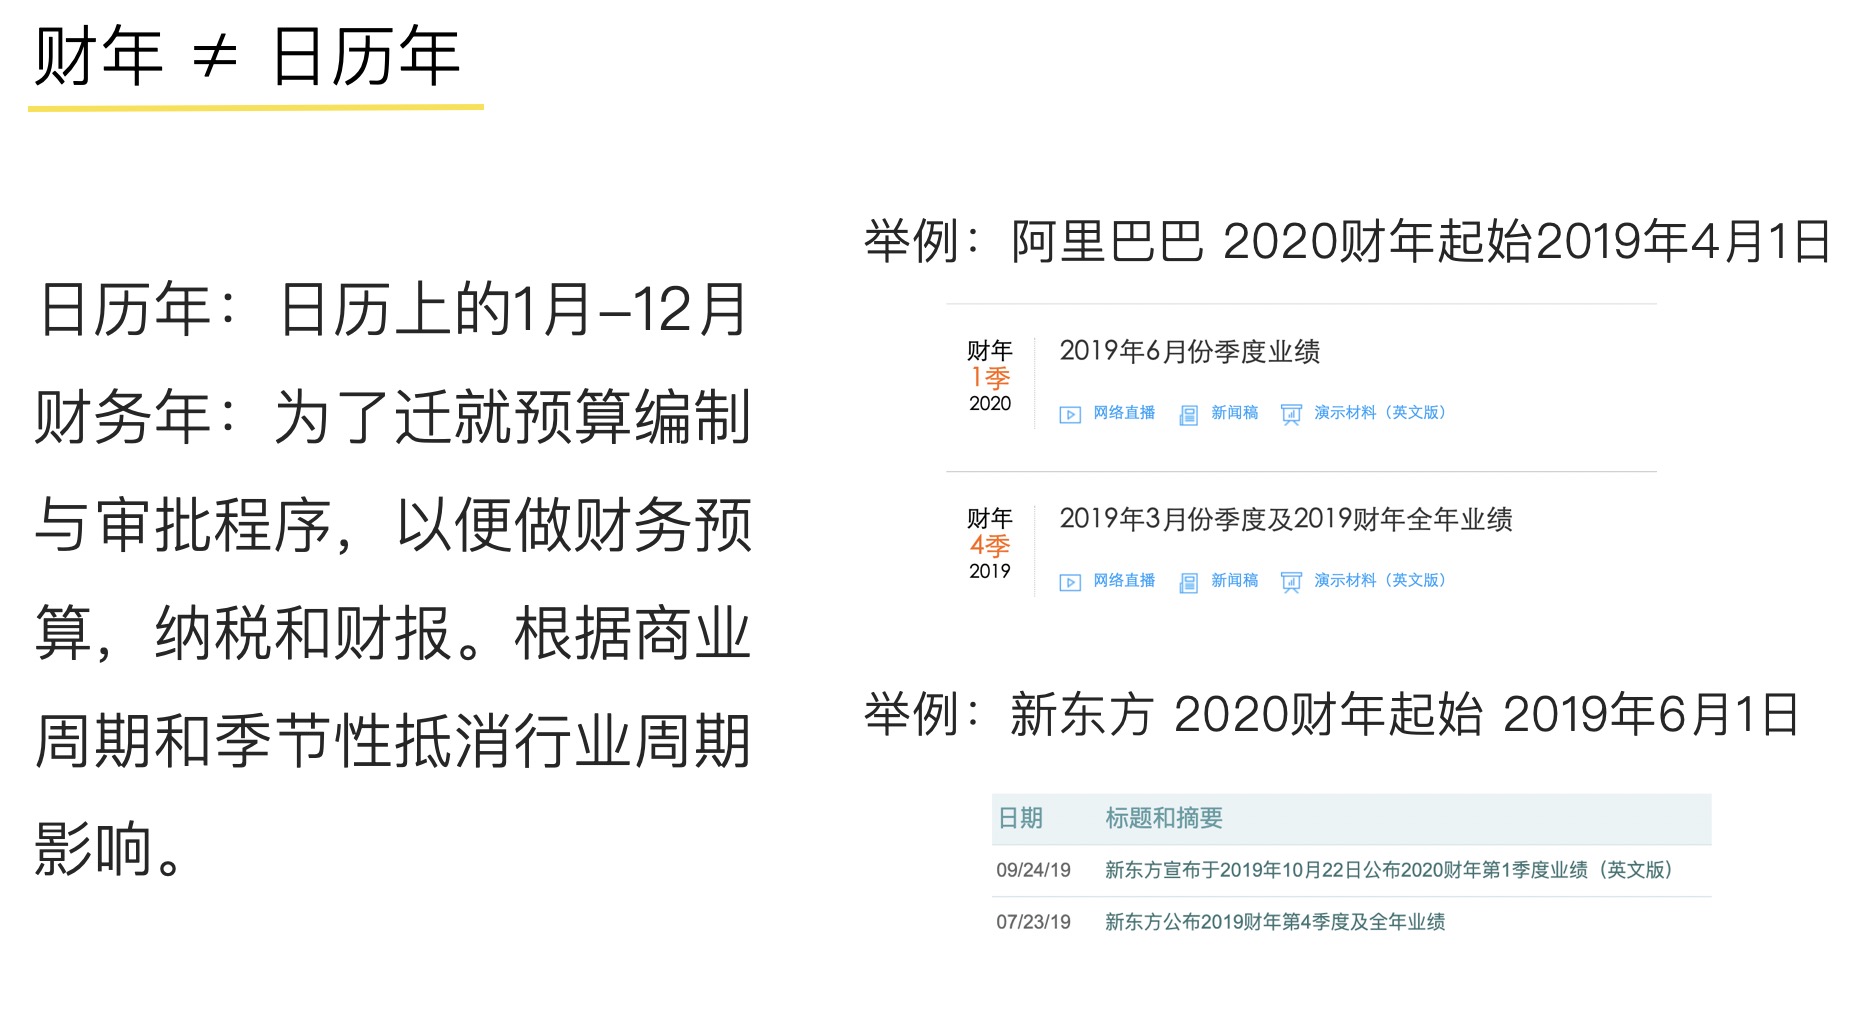 财年 ≠ 日历年
日历年：日历上的1月-12月
财务年：为了迁就预算编制
与审批程序，以便做财务预
算，纳税和财报。根据商业
周期和季节性抵消行业周期
影响。
举例：阿里巴巴 2020财年起始2019年4月1日
财年
1季
2020
2019年6月份季度业绩
网络直播 新闻稿 演示材料（英文版）
财年
4季
2019
2019年3月份季度及2019财年全年业绩
网络直播 新闻稿 演示材料（英文版）
举例：新东方 2020财年起始 2019年6月1日
日期 标题和摘要
09/24/19 新东方宣布于2019年10月22日公布2020财年第1季度业绩（英文版）
07/23/19 新东方公布2019财年第4季度及全年业绩